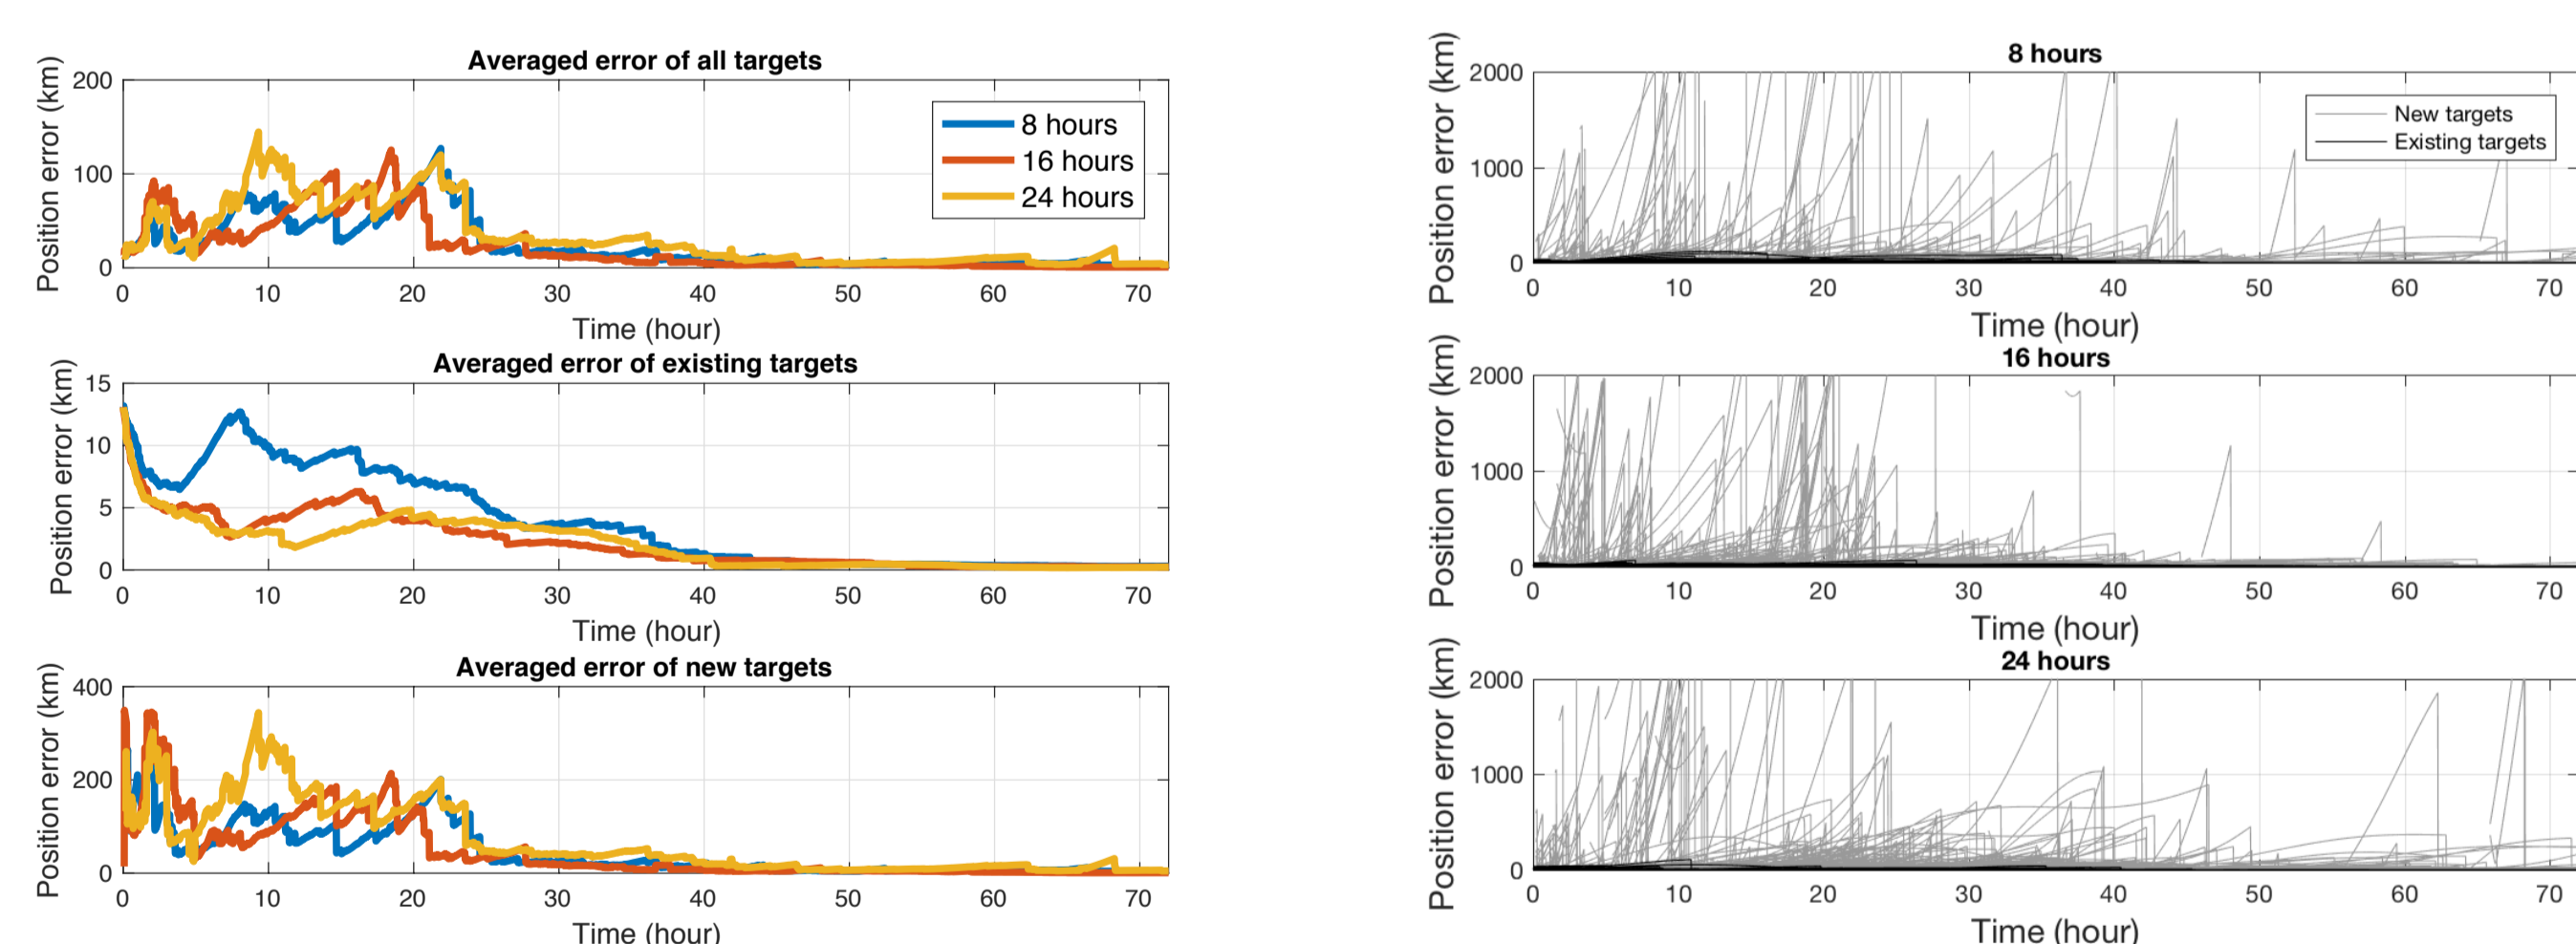 Averaged error of all targets
Position error (km)
200
100
0
8 hours
16 hours
24 hours
0 10 20 30 40 50 60 70
Time (hour)
Averaged error of existing targets
Position error (km)
15
10
5
0
0 10 20 30 40 50 60 70
Time (hour)
Averaged error of new targets
Position error (km)
400
200
0
0 10 20 30 40 50 60 70
Time (hour)
8 hours
Position error (km)
2000
1000
0
New targets
Existing targets
0 10 20 30 40 50 60 70
Time (hour)
16 hours
Position error (km)
2000
1000
0
0 10 20 30 40 50 60 70
Time (hour)
24 hours
Position error (km)
2000
1000
0
0 10 20 30 40 50 60 70
Time (hour)